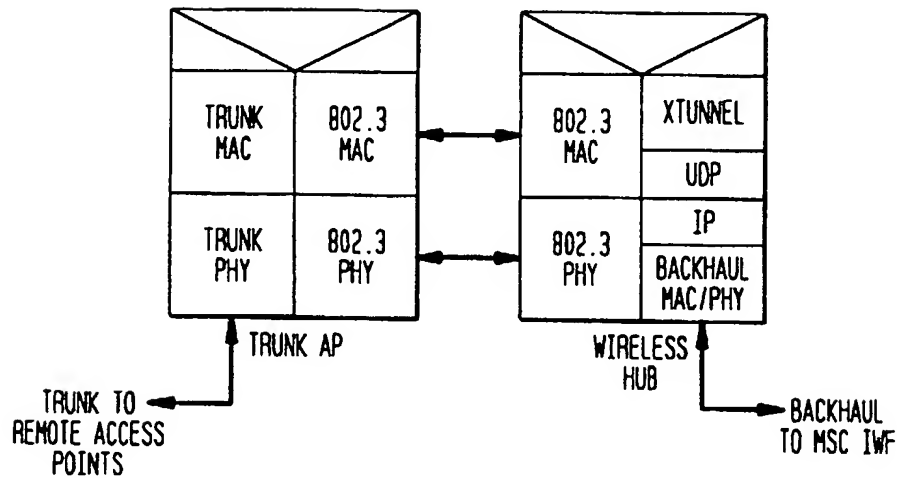 TRUNK
MAC
802.3
MAC
802.3
MAC
XTUNNEL
UDP
TRUNK
PHY
802.3
PHY
802.3
PHY
IP
BACKHAUL
MAC/PHY
TRUNK AP
WIRELESS
HUB
TRUNK TO
REMOTE ACCESS
POINTS
BACKHAUL
TO MSC IWF